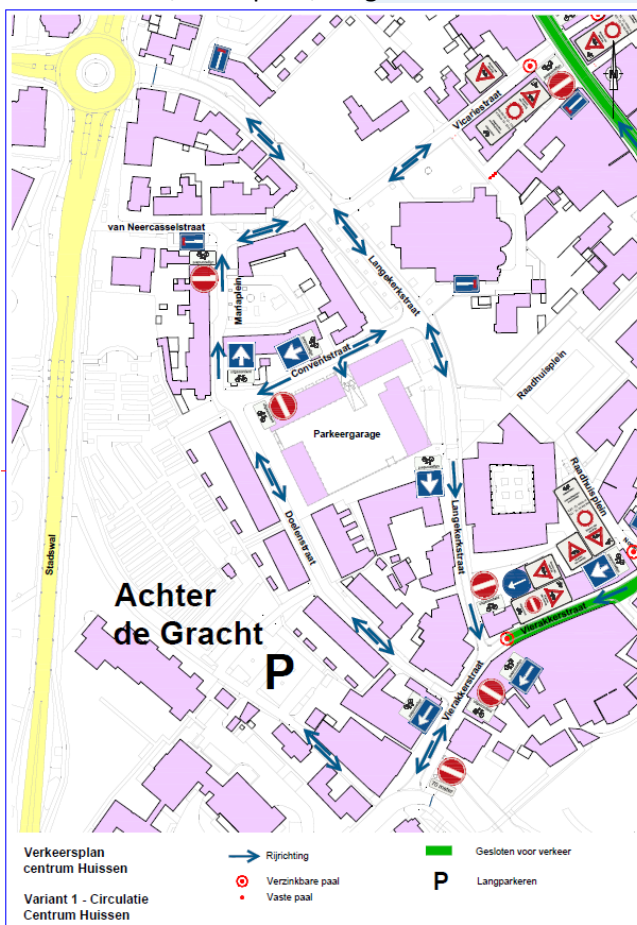 N
Vicariestraat
van Neercasselstraat
Mariaplein
Langekerkstraat
Conventstraat
Raadhuisplein
Parkeergarage
Raadhuisplein
Langekerkstraat
Doelenstraat
Stadswal
Achter
de Gracht
P
Vierakkerstraat
Vierakkerstraat
Verkeersplan
centrum Huissen
Variant 1 - Circulatie
Centrum Huissen
Rijrichting
Verzinkbare paal
Vaste paal
Gesloten voor verkeer
P Langparkeren